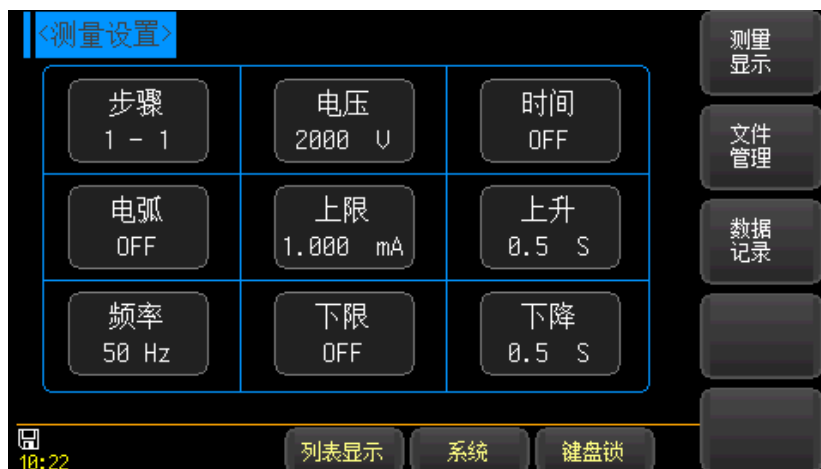 <测量设置>
步骤 电压 时间
1 - 1 2000 V OFF
电弧 上限 上升
OFF 1.000 mA 0.5 S
频率 下限 下降
50 Hz OFF 0.5 S
测量
显示
文件
管理
数据
记录
10:22
列表显示 系统 键盘锁